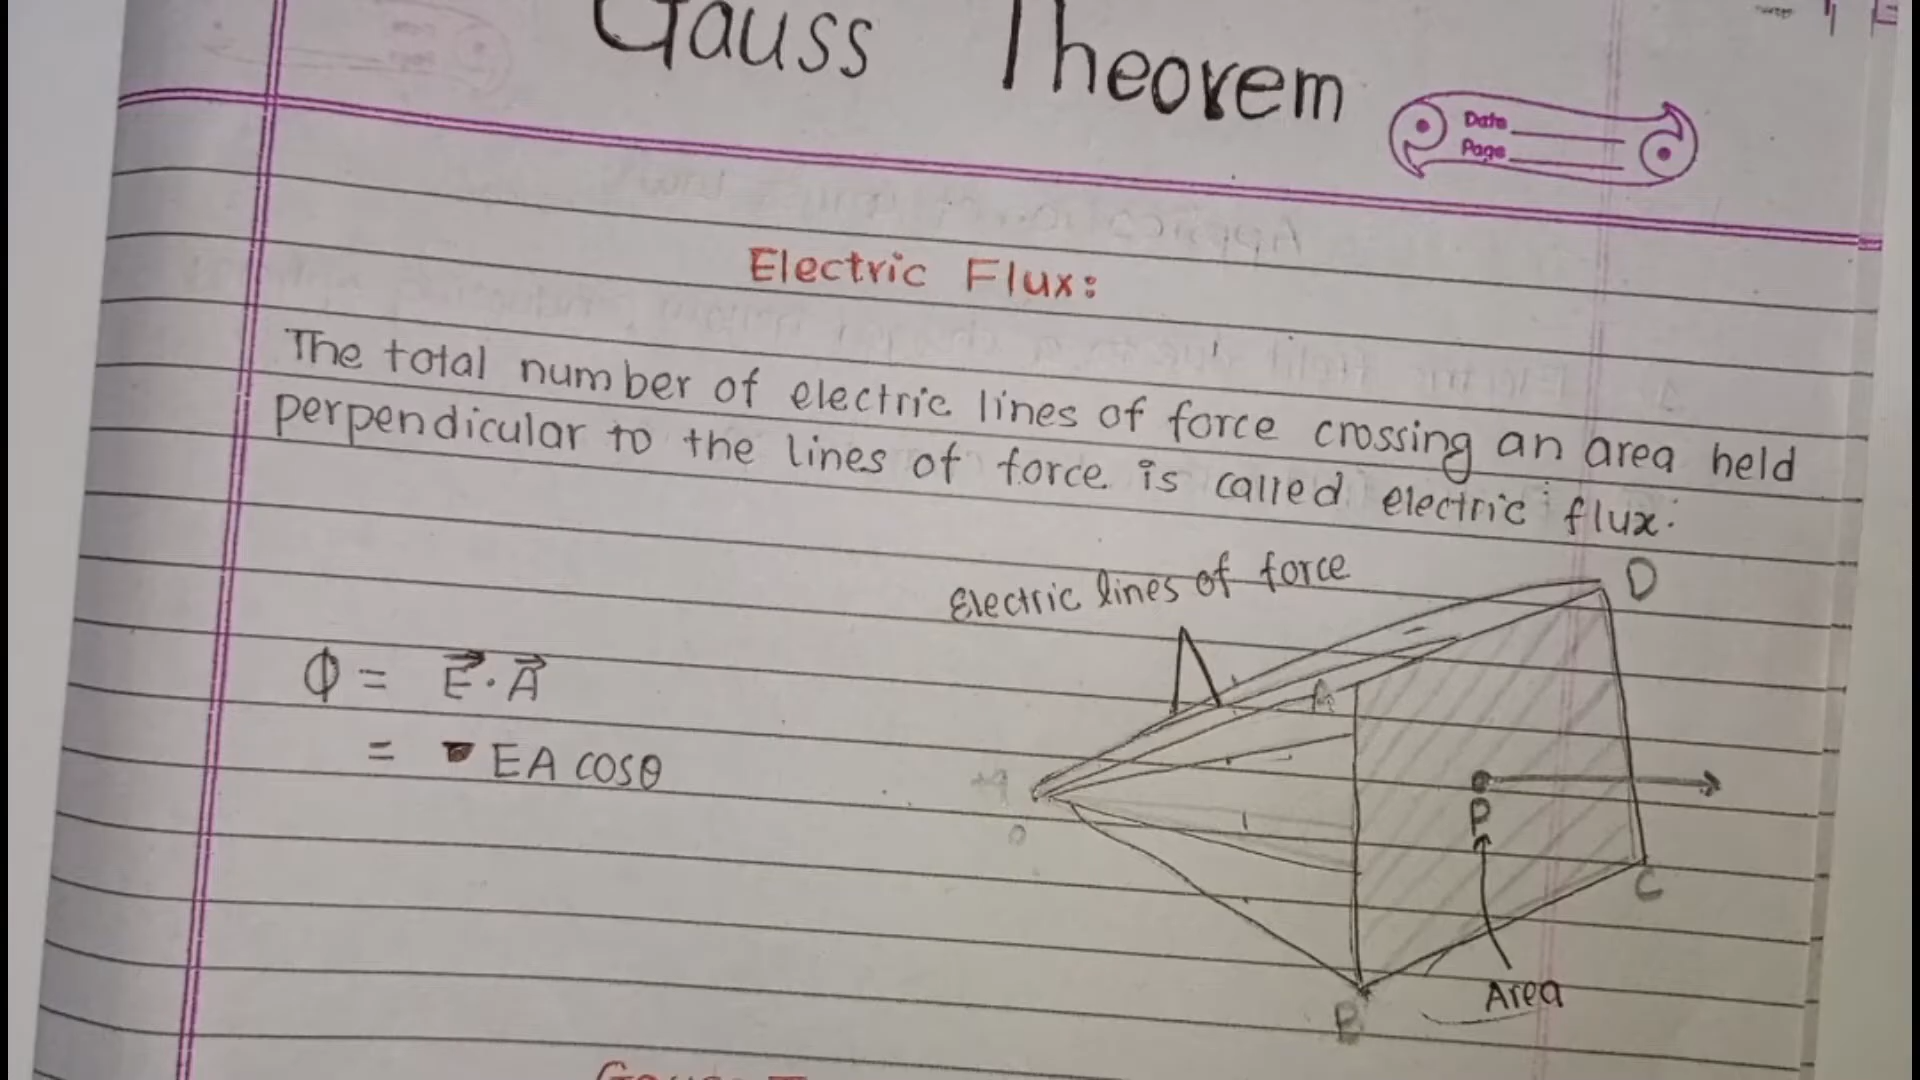 Gauss Theorem
Date
Page
Electric Flux:
The total number of electric lines of force crossing an area held
perpendicular to the lines of force is called electric flux.
Electric lines of force
D
A
Φ = E⃗·A⃗
= EA cosθ
P
C
Area
B